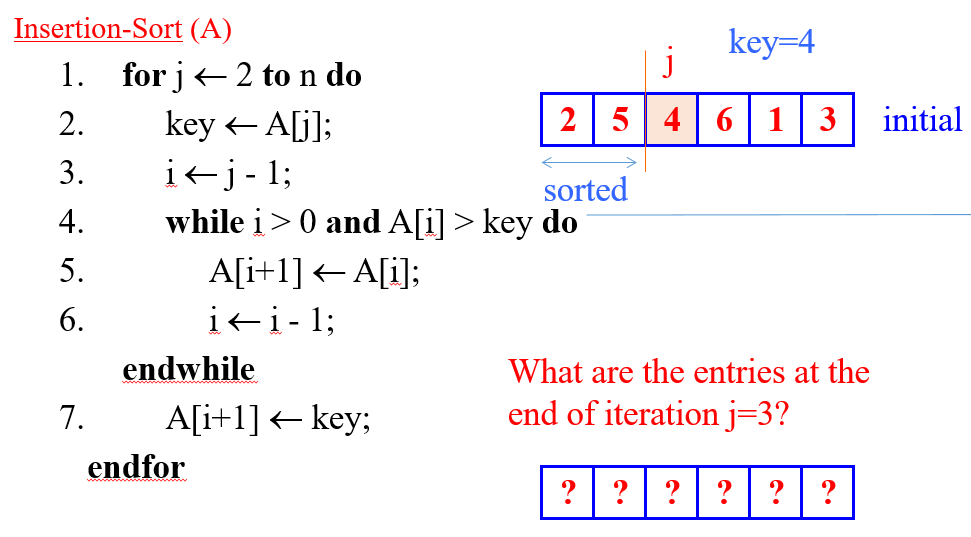 Insertion-Sort (A)
1. for j ← 2 to n do
2. key ← A[j];
3. i ← j - 1;
4. while i > 0 and A[i] > key do
5. A[i+1] ← A[i];
6. i ← i - 1;
endwhile
7. A[i+1] ← key;
endfor
j
key=4
2 5 4 6 1 3
initial
sorted
What are the entries at the
end of iteration j=3?
? ? ? ? ? ?